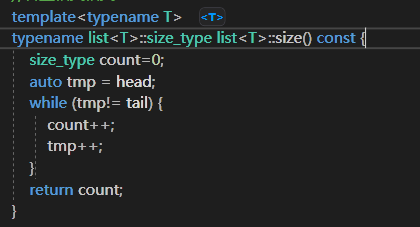 template<typename T> <T>
typename list<T>::size_type list<T>::size() const {
size_type count=0;
auto tmp = head;
while (tmp!= tail) {
count++;
tmp++;
}
return count;
}